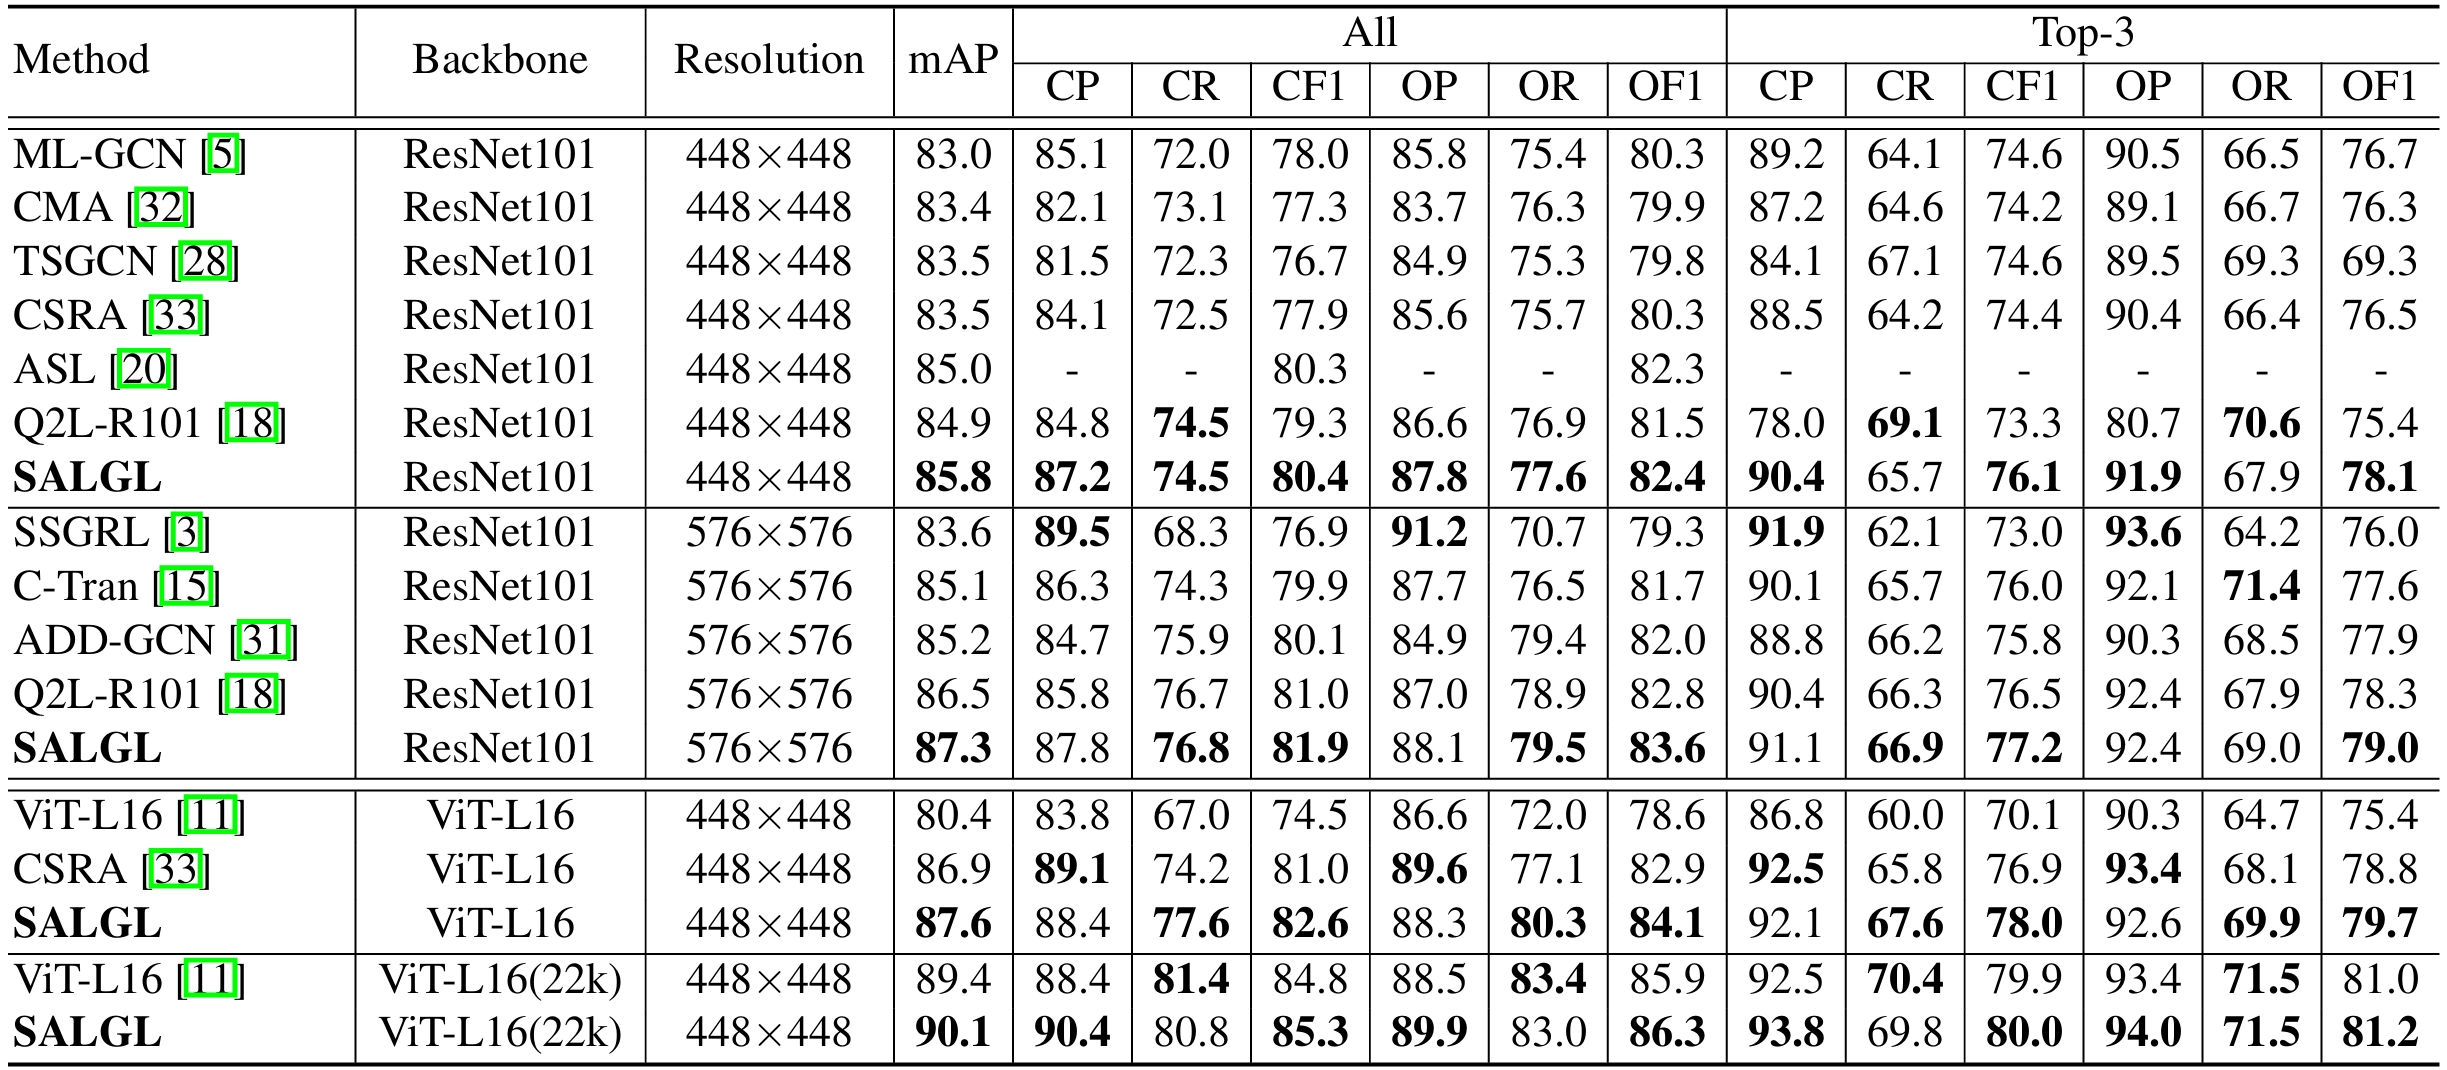 Method Backbone Resolution mAP All Top-3
CP CR CF1 OP OR OF1 CP CR CF1 OP OR OF1
ML-GCN [5] ResNet101 448×448 83.0 85.1 72.0 78.0 85.8 75.4 80.3 89.2 64.1 74.6 90.5 66.5 76.7
CMA [32] ResNet101 448×448 83.4 82.1 73.1 77.3 83.7 76.3 79.9 87.2 64.6 74.2 89.1 66.7 76.3
TSGCN [28] ResNet101 448×448 83.5 81.5 72.3 76.7 84.9 75.3 79.8 84.1 67.1 74.6 89.5 69.3 69.3
CSRA [33] ResNet101 448×448 83.5 84.1 72.5 77.9 85.6 75.7 80.3 88.5 64.2 74.4 90.4 66.4 76.5
ASL [20] ResNet101 448×448 85.0 - - 80.3 - - 82.3 - - - - - -
Q2L-R101 [18] ResNet101 448×448 84.9 84.8 74.5 79.3 86.6 76.9 81.5 78.0 69.1 73.3 80.7 70.6 75.4
SALGL ResNet101 448×448 85.8 87.2 74.5 80.4 87.8 77.6 82.4 90.4 65.7 76.1 91.9 67.9 78.1
SSGRL [3] ResNet101 576×576 83.6 89.5 68.3 76.9 91.2 70.7 79.3 91.9 62.1 73.0 93.6 64.2 76.0
C-Tran [15] ResNet101 576×576 85.1 86.3 74.3 79.9 87.7 76.5 81.7 90.1 65.7 76.0 92.1 71.4 77.6
ADD-GCN [31] ResNet101 576×576 85.2 84.7 75.9 80.1 84.9 79.4 82.0 88.8 66.2 75.8 90.3 68.5 77.9
Q2L-R101 [18] ResNet101 576×576 86.5 85.8 76.7 81.0 87.0 78.9 82.8 90.4 66.3 76.5 92.4 67.9 78.3
SALGL ResNet101 576×576 87.3 87.8 76.8 81.9 88.1 79.5 83.6 91.1 66.9 77.2 92.4 69.0 79.0
ViT-L16 [11] ViT-L16 448×448 80.4 83.8 67.0 74.5 86.6 72.0 78.6 86.8 60.0 70.1 90.3 64.7 75.4
CSRA [33] ViT-L16 448×448 86.9 89.1 74.2 81.0 89.6 77.1 82.9 92.5 65.8 76.9 93.4 68.1 78.8
SALGL ViT-L16 448×448 87.6 88.4 77.6 82.6 88.3 80.3 84.1 92.1 67.6 78.0 92.6 69.9 79.7
ViT-L16 [11] ViT-L16(22k) 448×448 89.4 88.4 81.4 84.8 88.5 83.4 85.9 92.5 70.4 79.9 93.4 71.5 81.0
SALGL ViT-L16(22k) 448×448 90.1 90.4 80.8 85.3 89.9 83.0 86.3 93.8 69.8 80.0 94.0 71.5 81.2